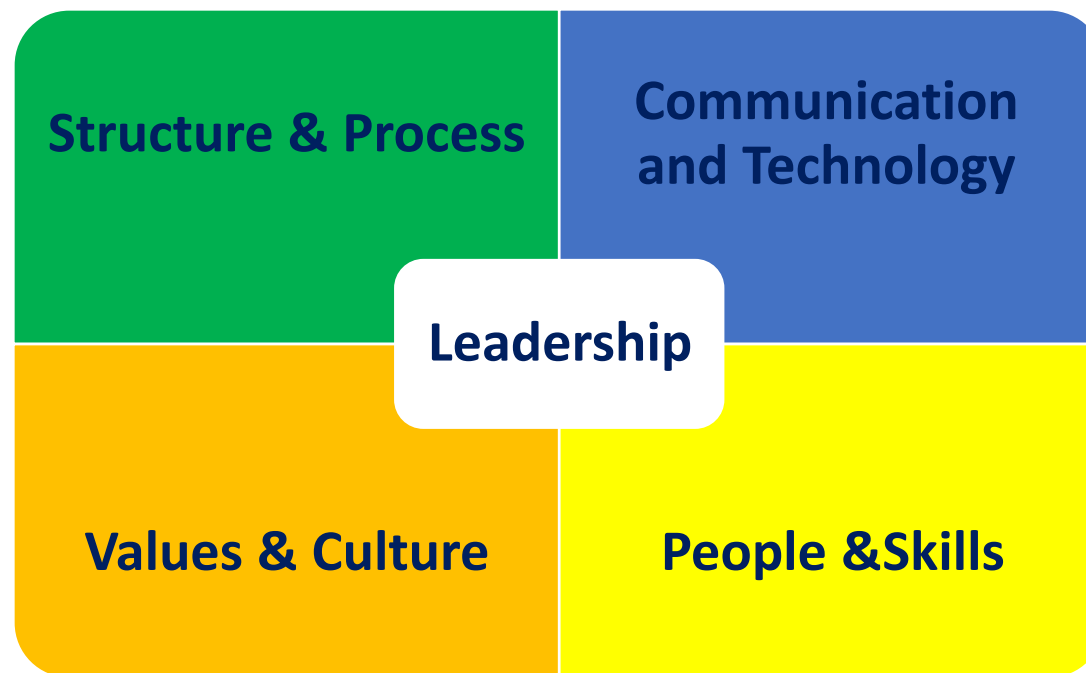 Structure & Process
Communication
and Technology
Leadership
Values & Culture
People &Skills